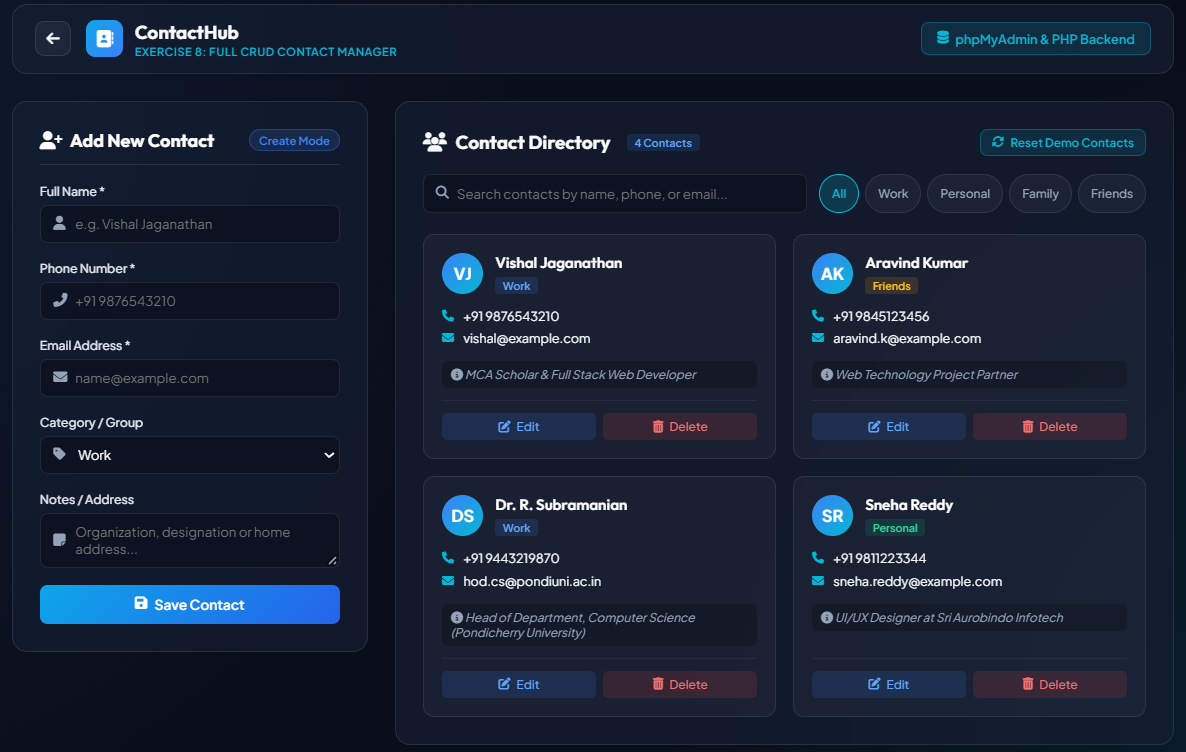 ContactHub
EXERCISE 8: FULL CRUD CONTACT MANAGER
phpMyAdmin & PHP Backend
Add New Contact
Create Mode
Full Name *
e.g. Vishal Jaganathan
Phone Number *
+91 9876543210
Email Address *
name@example.com
Category / Group
Work
Notes / Address
Organization, designation or home
address...
Save Contact
Contact Directory
4 Contacts
Reset Demo Contacts
Search contacts by name, phone, or email...
All
Work
Personal
Family
Friends
VJ
Vishal Jaganathan
Work
+91 9876543210
vishal@example.com
MCA Scholar & Full Stack Web Developer
Edit
Delete
AK
Aravind Kumar
Friends
+91 9845123456
aravind.k@example.com
Web Technology Project Partner
Edit
Delete
DS
Dr. R. Subramanian
Work
+91 9443219870
hod.cs@pondiuni.ac.in
Head of Department, Computer Science
(Pondicherry University)
Edit
Delete
SR
Sneha Reddy
Personal
+91 9811223344
sneha.reddy@example.com
UI/UX Designer at Sri Aurobindo Infotech
Edit
Delete